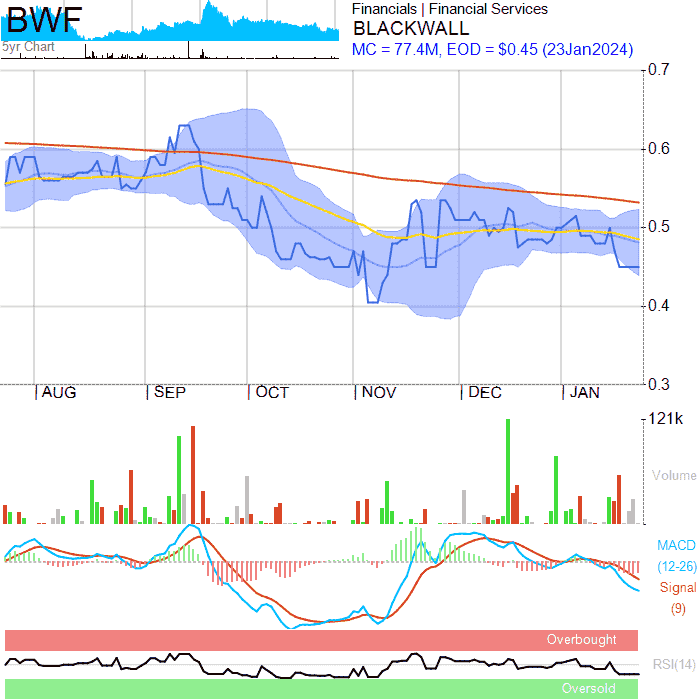 BWF
5yr Chart
Financials | Financial Services
BLACKWALL
MC = 77.4M, EOD = $0.45 (23Jan2024)
0.7
0.6
0.5
0.4
0.3
AUG SEP OCT NOV DEC JAN
121k
Volume
MACD
(12-26)
Signal
(9)
Overbought
RSI(14)
Oversold